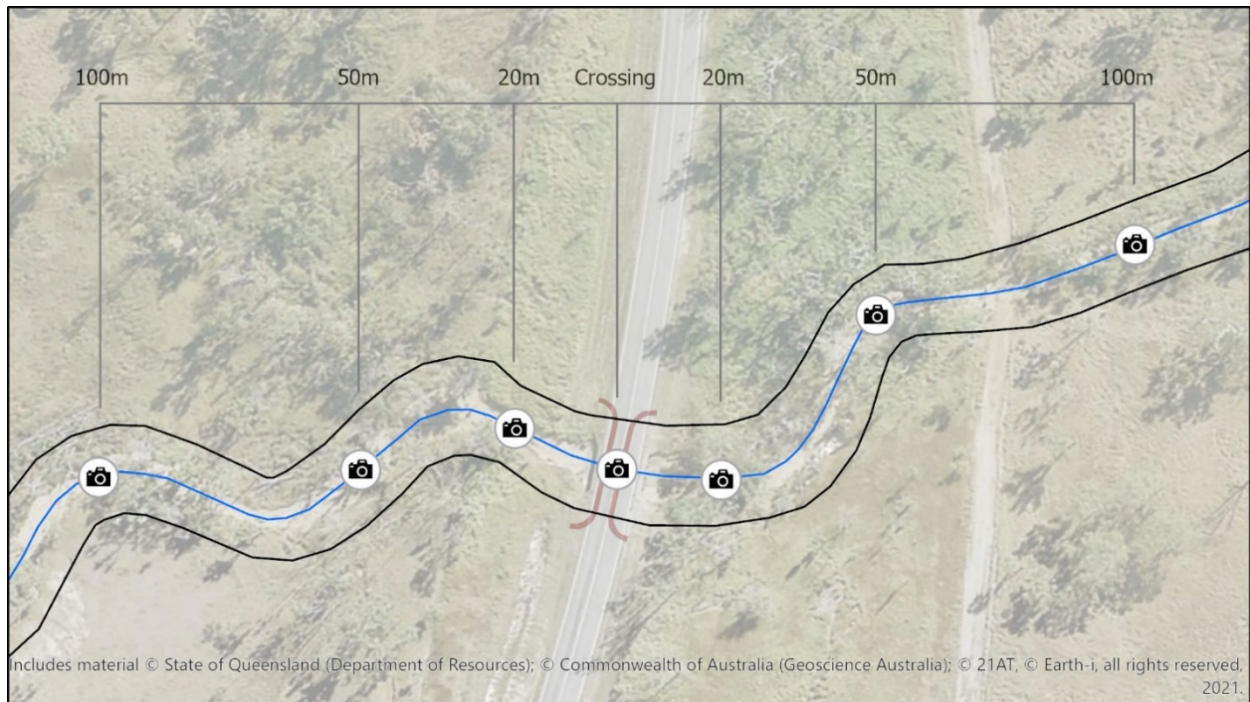 100m 50m 20m Crossing 20m 50m 100m
Includes material © State of Queensland (Department of Resources); © Commonwealth of Australia (Geoscience Australia); © 21AT, © Earth-i, all rights reserved,
2021.